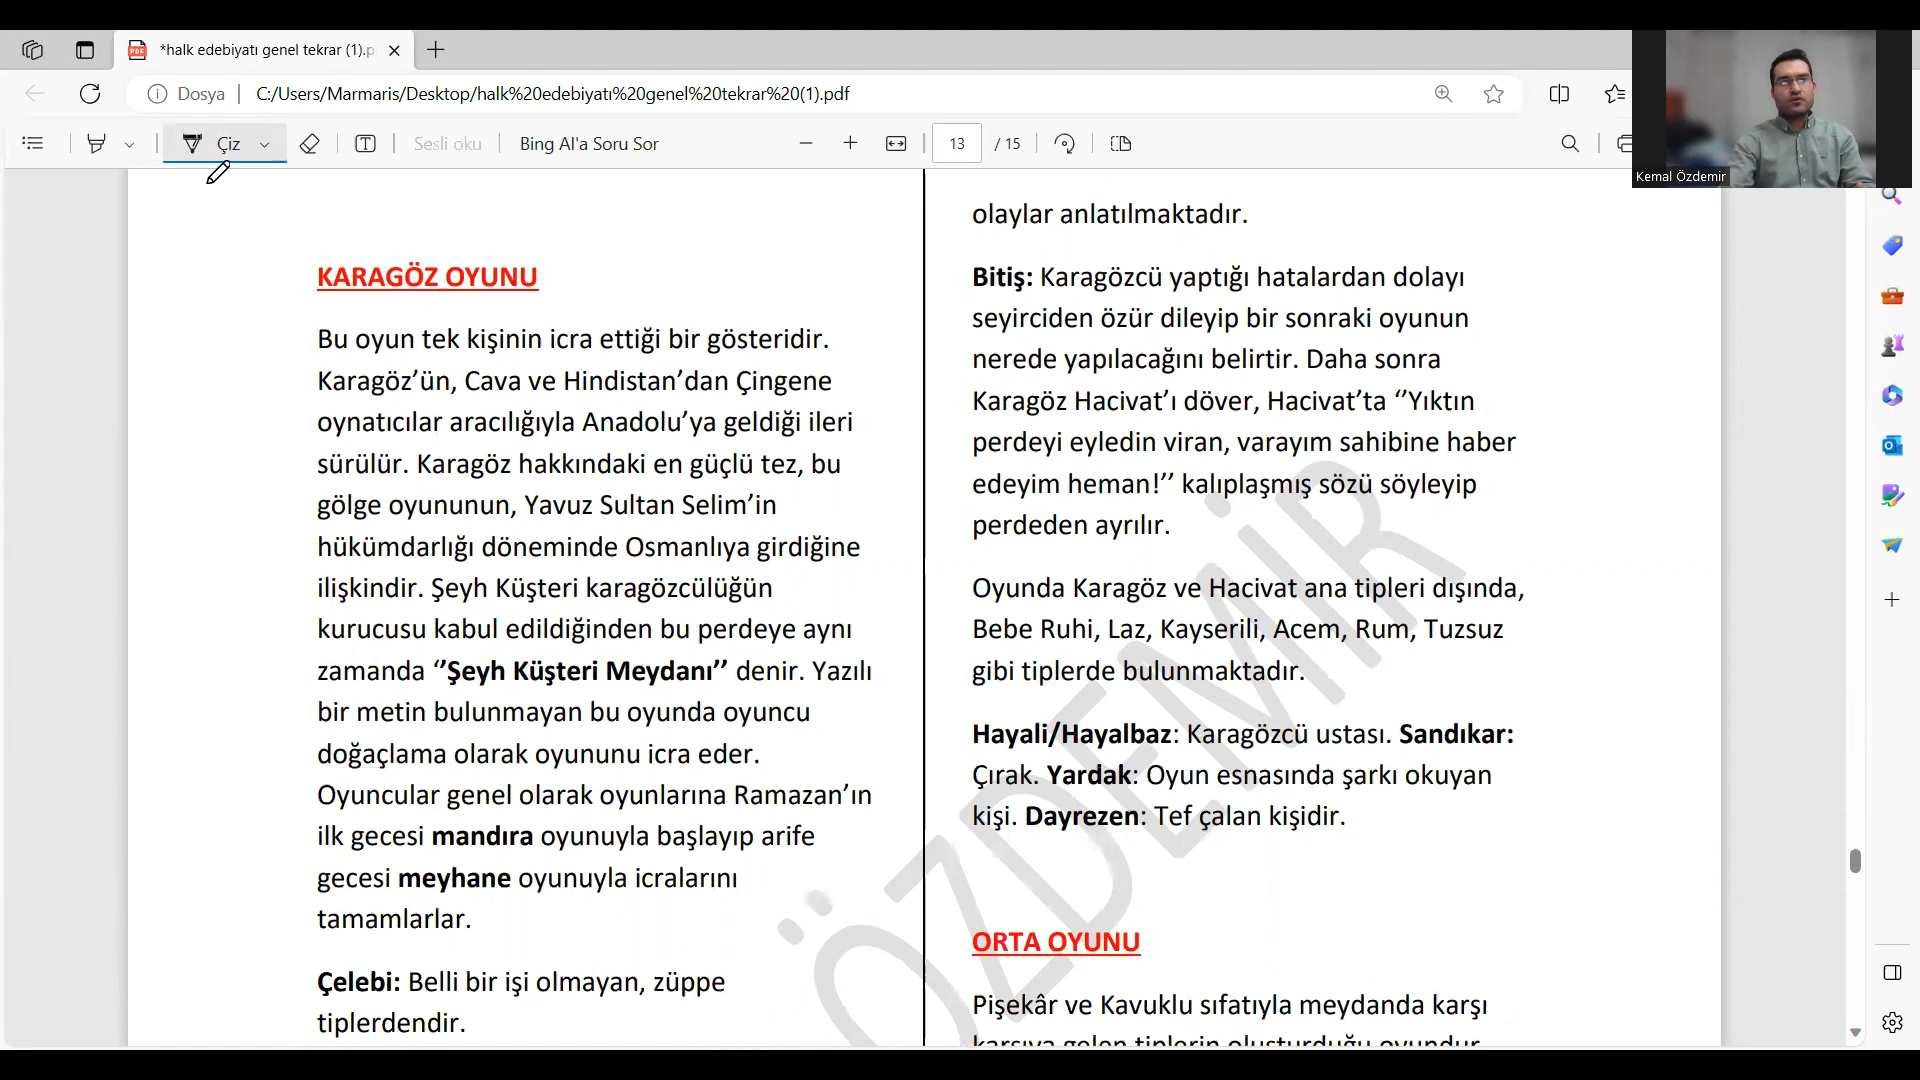 *halk edebiyatı genel tekrar (1).p
Dosya
C:/Users/Marmaris/Desktop/halk%20edebiyatı%20genel%20tekrar%20(1).pdf
Çiz
Sesli oku
Bing AI'a Soru Sor
13 / 15
Kemal Özdemir
KARAGÖZ OYUNU
Bu oyun tek kişinin icra ettiği bir gösteridir.
Karagöz’ün, Cava ve Hindistan’dan Çingene
oynatıcılar aracılığıyla Anadolu’ya geldiği ileri
sürülür. Karagöz hakkındaki en güçlü tez, bu
gölge oyununun, Yavuz Sultan Selim’in
hükümdarlığı döneminde Osmanlıya girdiğine
ilişkindir. Şeyh Küşteri karagözcülüğün
kurucusu kabul edildiğinden bu perdeye aynı
zamanda ‘’Şeyh Küşteri Meydanı’’ denir. Yazılı
bir metin bulunmayan bu oyunda oyuncu
doğaçlama olarak oyununu icra eder.
Oyuncular genel olarak oyunlarına Ramazan’ın
ilk gecesi mandıra oyunuyla başlayıp arife
gecesi meyhane oyunuyla icralarını
tamamlarlar.
Çelebi: Belli bir işi olmayan, züppe
tiplerdendir.
olaylar anlatılmaktadır.
Bitiş: Karagözcü yaptığı hatalardan dolayı
seyirciden özür dileyip bir sonraki oyunun
nerede yapılacağını belirtir. Daha sonra
Karagöz Hacivat’ı döver, Hacivat’ta ‘’Yıktın
perdeyi eyledin viran, varayım sahibine haber
edeyim heman!’’ kalıplaşmış sözü söyleyip
perdeden ayrılır.
Oyunda Karagöz ve Hacivat ana tipleri dışında,
Bebe Ruhi, Laz, Kayserili, Acem, Rum, Tuzsuz
gibi tiplerde bulunmaktadır.
Hayali/Hayalbaz: Karagözcü ustası. Sandıkar:
Çırak. Yardak: Oyun esnasında şarkı okuyan
kişi. Dayrezen: Tef çalan kişidir.
ORTA OYUNU
Pişekâr ve Kavuklu sıfatıyla meydanda karşı
karşıya gelen tiplerin oluşturduğu oyundur.
ÖZDEMİR